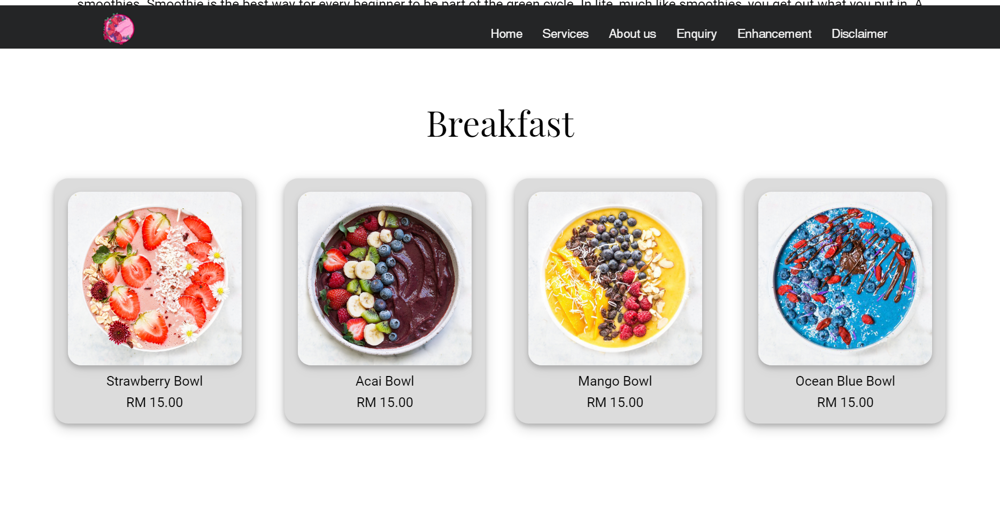 smoothies. Smoothie is the best way for every beginner to be part of the green cycle. In life, much like smoothies, you get out what you put in. A
Home Services About us Enquiry Enhancement Disclaimer
Breakfast
Strawberry Bowl Acai Bowl Mango Bowl Ocean Blue Bowl
RM 15.00 RM 15.00 RM 15.00 RM 15.00